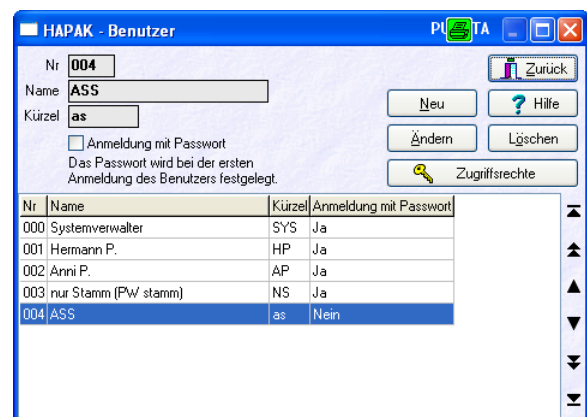 HAPAK - Benutzer
TA
Nr 004
Zurück
Name ASS
Neu
Hilfe
Kürzel as
Anmeldung mit Passwort
Ändern
Löschen
Das Passwort wird bei der ersten
Anmeldung des Benutzers festgelegt.
Zugriffsrechte
Nr Name Kürzel Anmeldung mit Passwort
000 Systemverwalter SYS Ja
001 Hermann P. HP Ja
002 Anni P. AP Ja
003 nur Stamm (PW stamm) NS Ja
004 ASS as Nein